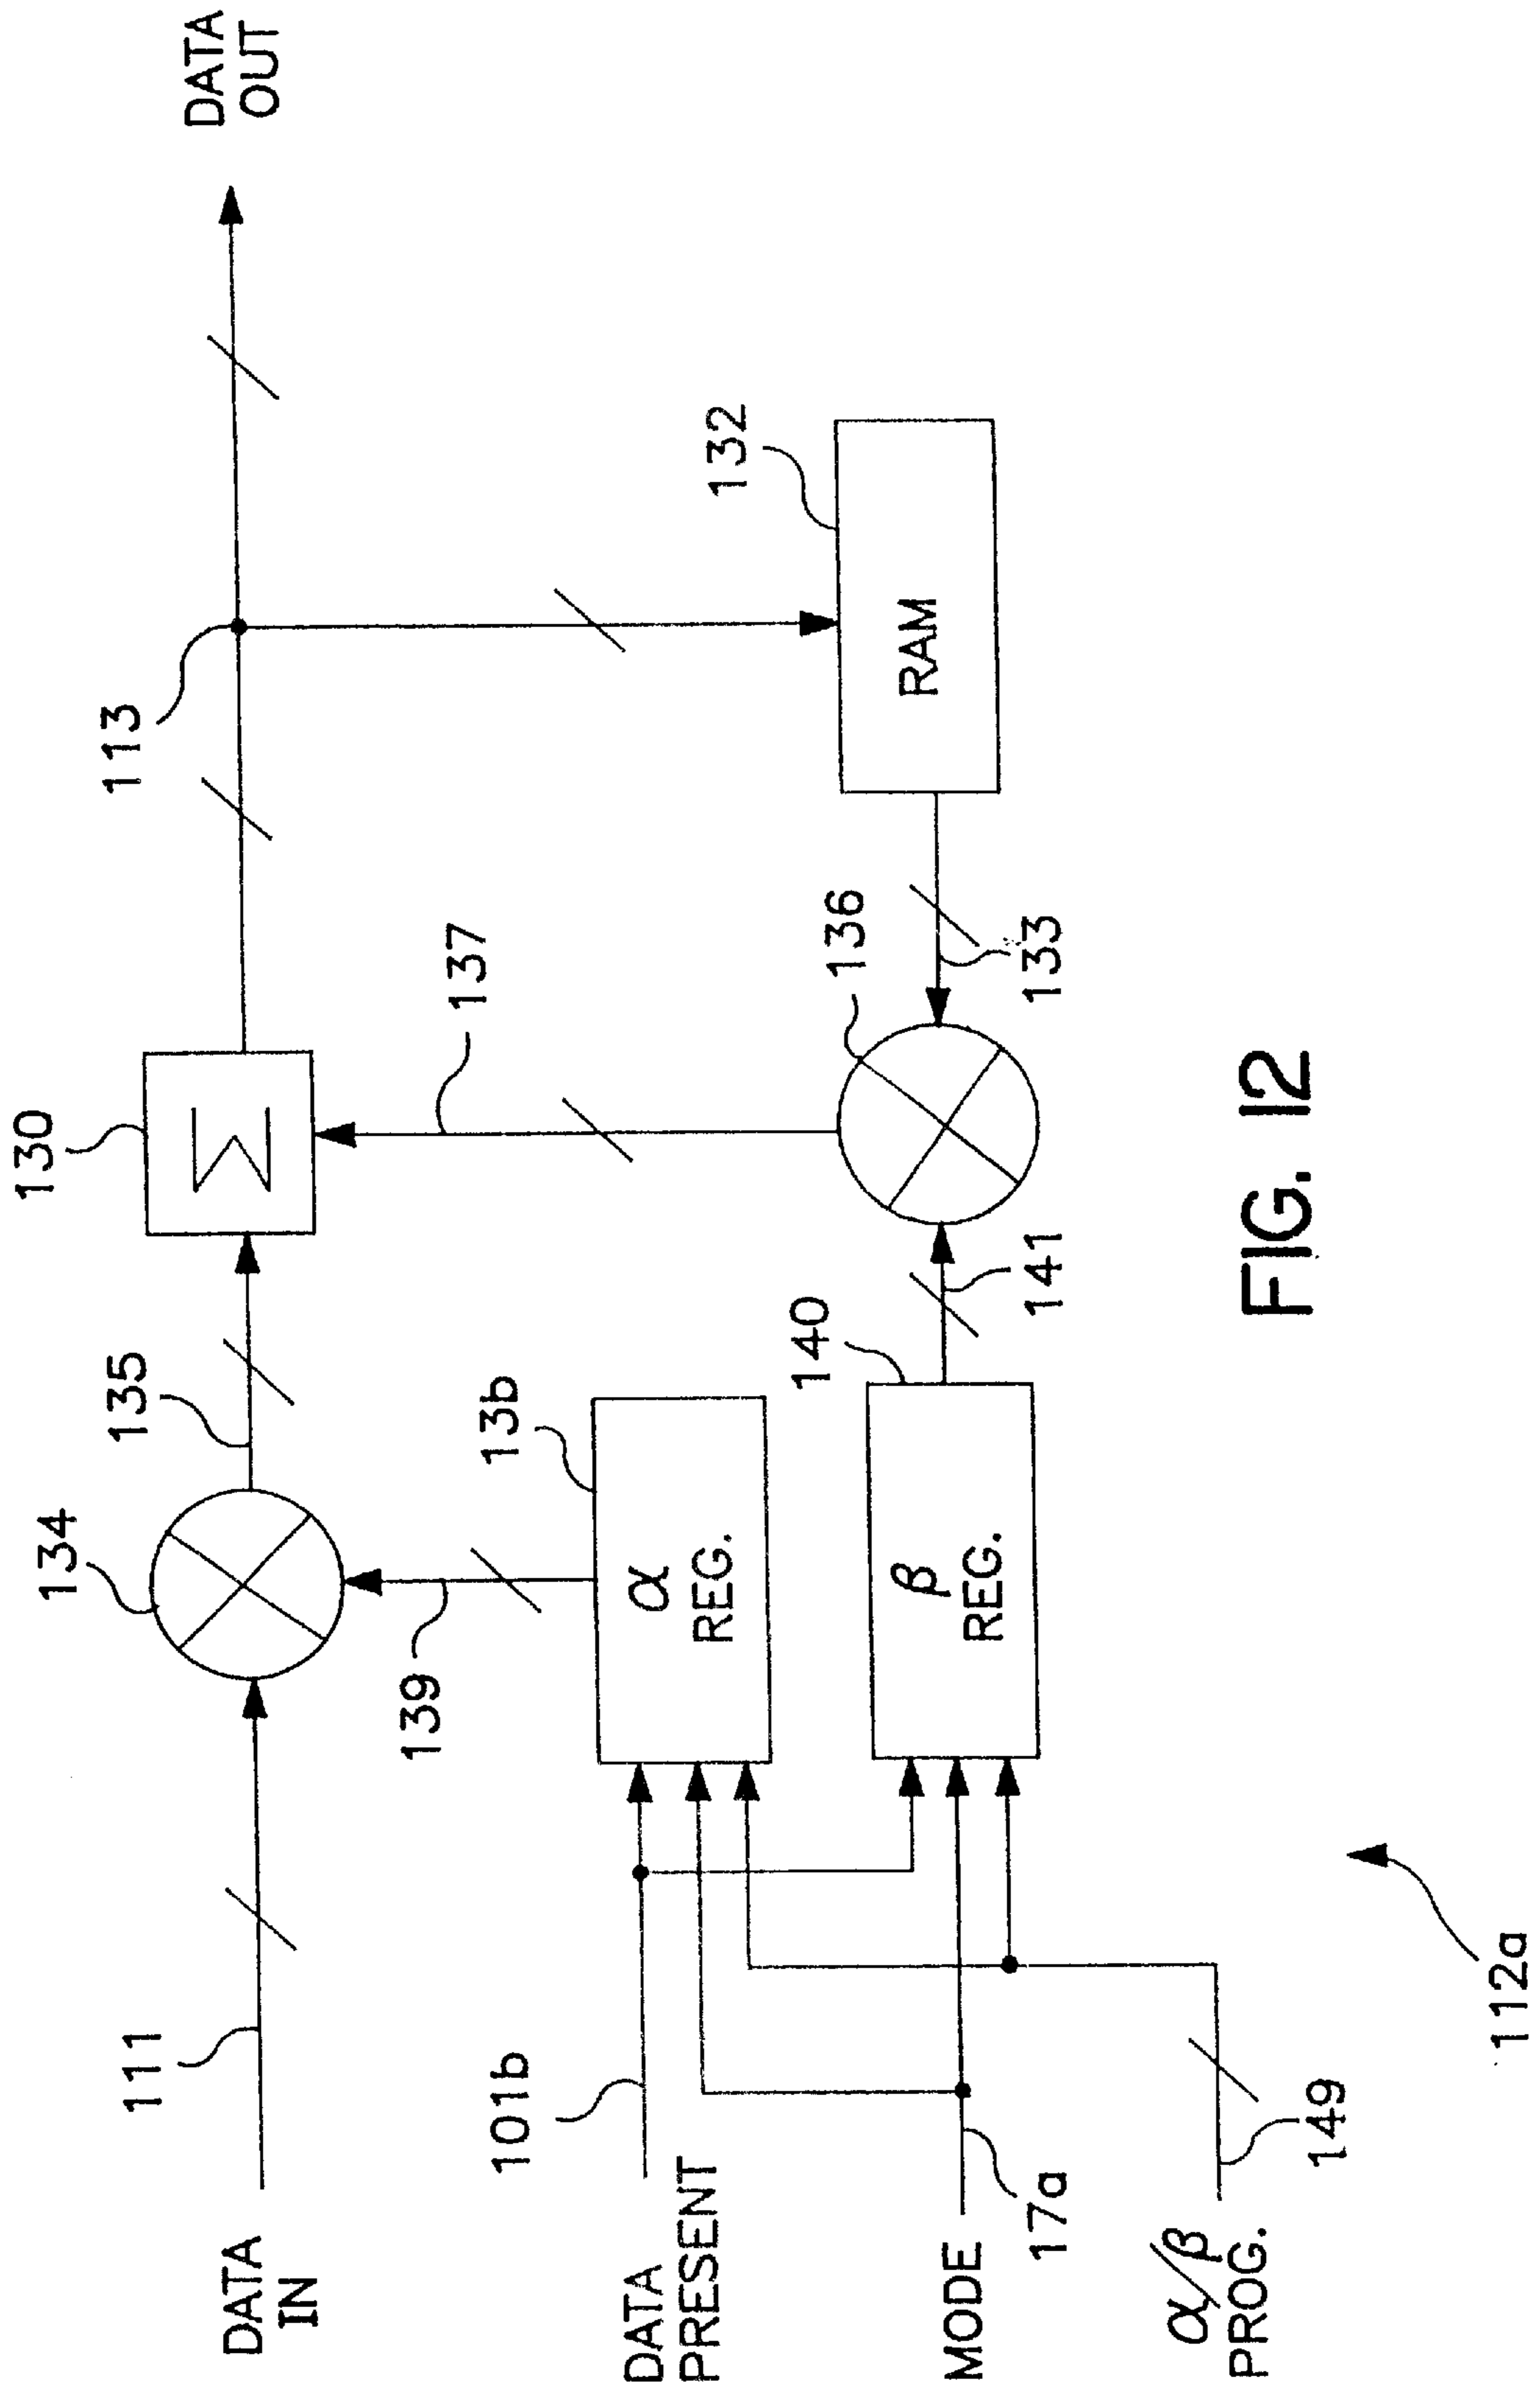 130
113
DATA
OUT
134
135
111
137
DATA
IN
139
13b
132
101b
α
REG.
RAM
136
DATA
PRESENT
140
133
141
β
REG.
MODE
17a
α/β
PROG.
149
112a
FIG. 12
Σ